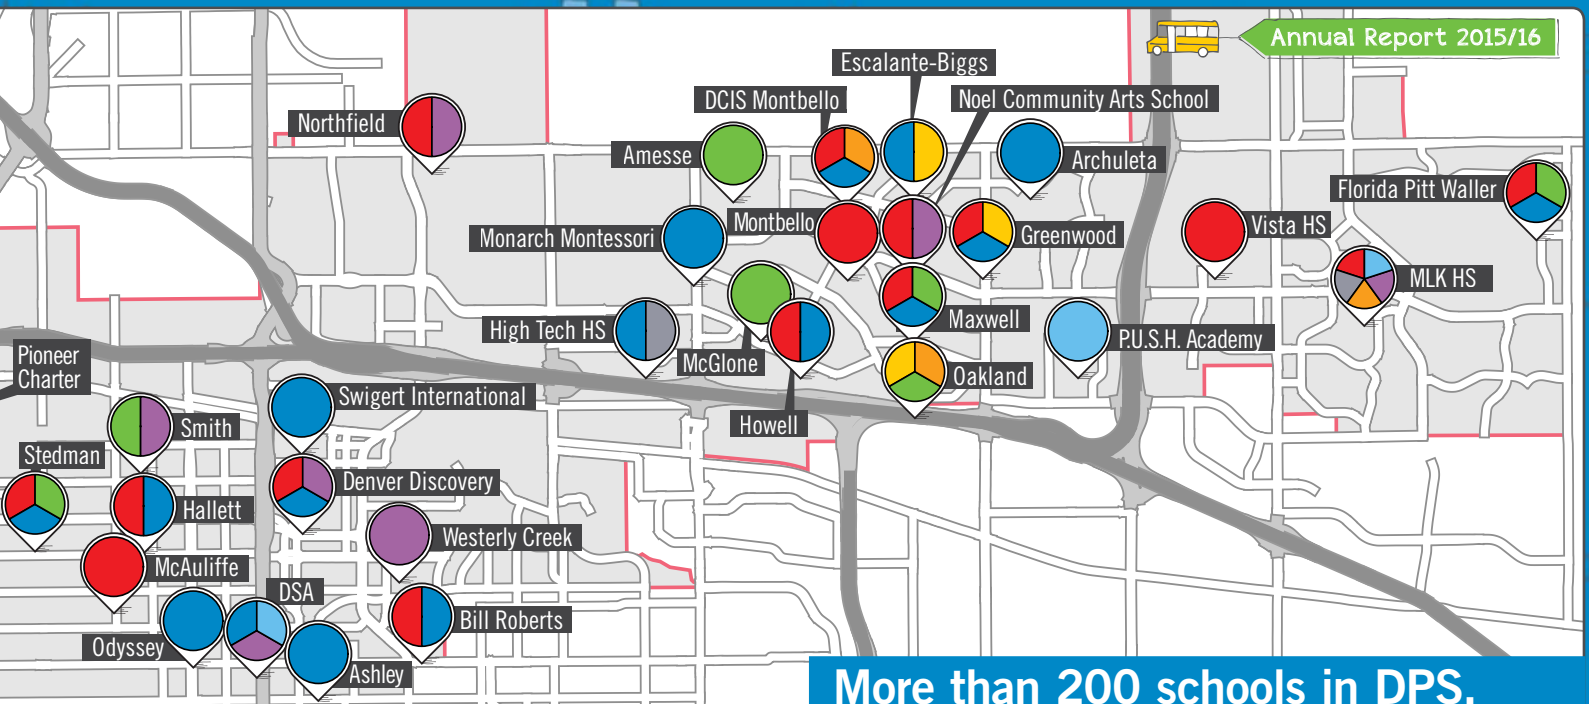 Annual Report 2015/16
Escalante-Biggs
DCIS Montbello
Noel Community Arts School
Northfield
Amesse
Archuleta
Florida Pitt Waller
Montbello
Vista HS
Monarch Montessori
Greenwood
MLK HS
High Tech HS
Maxwell
P.U.S.H. Academy
McGlone
Pioneer
Charter
Oakland
Swigert International
Howell
Smith
Stedman
Denver Discovery
Hallett
Westerly Creek
McAuliffe
DSA
Bill Roberts
Odyssey
Ashley
More than 200 schools in DPS.